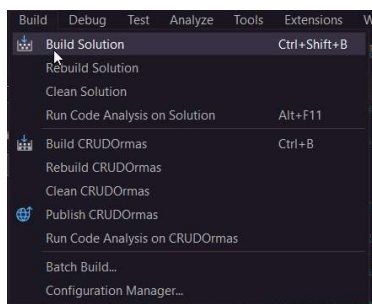 Build Debug Test Analyze Tools Extensions W
Build Solution Ctrl+Shift+B
Rebuild Solution
Clean Solution
Run Code Analysis on Solution Alt+F11
Build CRUDOrmas Ctrl+B
Rebuild CRUDOrmas
Clean CRUDOrmas
Publish CRUDOrmas
Run Code Analysis on CRUDOrmas
Batch Build...
Configuration Manager...